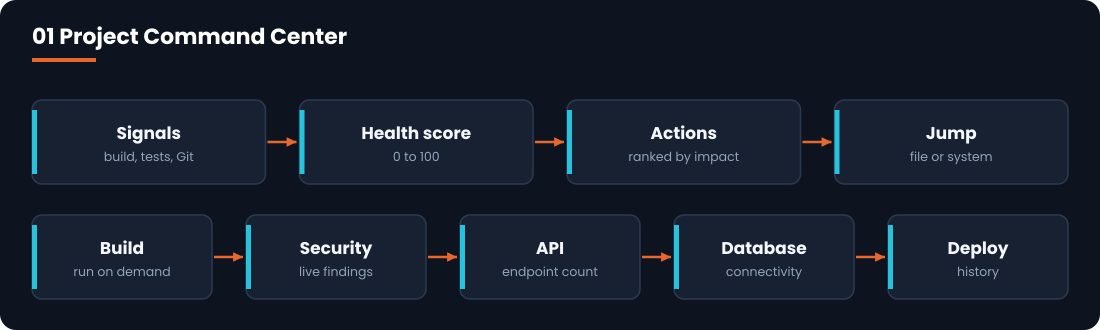 01 Project Command Center
Signals
build, tests, Git
Health score
0 to 100
Actions
ranked by impact
Jump
file or system
Build
run on demand
Security
live findings
API
endpoint count
Database
connectivity
Deploy
history